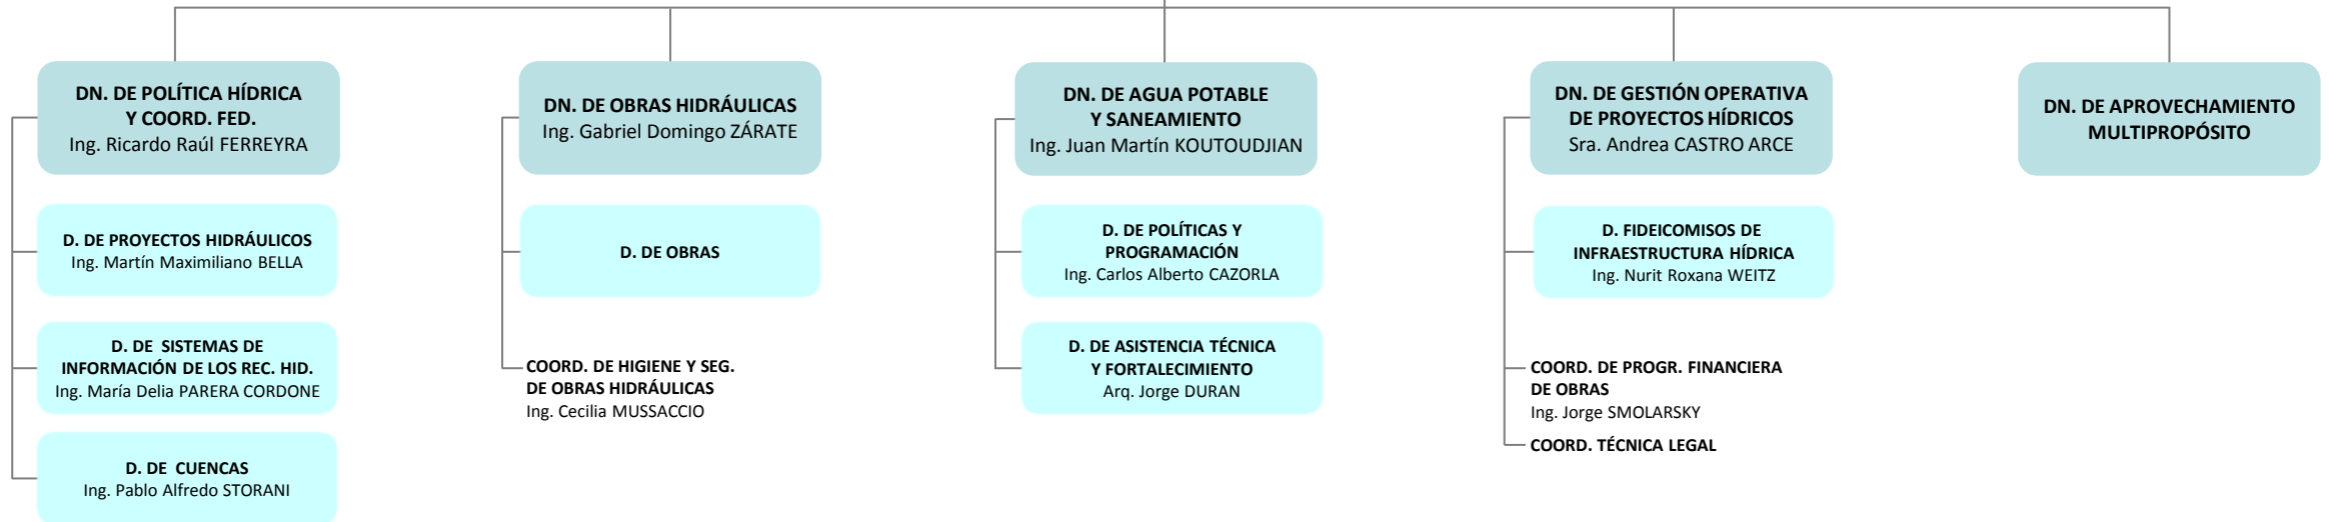 DN. DE POLÍTICA HÍDRICA
Y COORD. FED.
Ing. Ricardo Raúl FERREYRA
D. DE PROYECTOS HIDRÁULICOS
Ing. Martín Maximiliano BELLA
D. DE SISTEMAS DE
INFORMACIÓN DE LOS REC. HID.
Ing. María Delia PARERA CORDONE
D. DE CUENCAS
Ing. Pablo Alfredo STORANI
DN. DE OBRAS HIDRÁULICAS
Ing. Gabriel Domingo ZÁRATE
D. DE OBRAS
COORD. DE HIGIENE Y SEG.
DE OBRAS HIDRÁULICAS
Ing. Cecilia MUSSACCIO
DN. DE AGUA POTABLE
Y SANEAMIENTO
Ing. Juan Martín KOUTOUDJIAN
D. DE POLÍTICAS Y
PROGRAMACIÓN
Ing. Carlos Alberto CAZORLA
D. DE ASISTENCIA TÉCNICA
Y FORTALECIMIENTO
Arq. Jorge DURAN
DN. DE GESTIÓN OPERATIVA
DE PROYECTOS HÍDRICOS
Sra. Andrea CASTRO ARCE
D. FIDEICOMISOS DE
INFRAESTRUCTURA HÍDRICA
Ing. Nurit Roxana WEITZ
COORD. DE PROGR. FINANCIERA
DE OBRAS
Ing. Jorge SMOLARSKY
COORD. TÉCNICA LEGAL
DN. DE APROVECHAMIENTO
MULTIPROPÓSITO